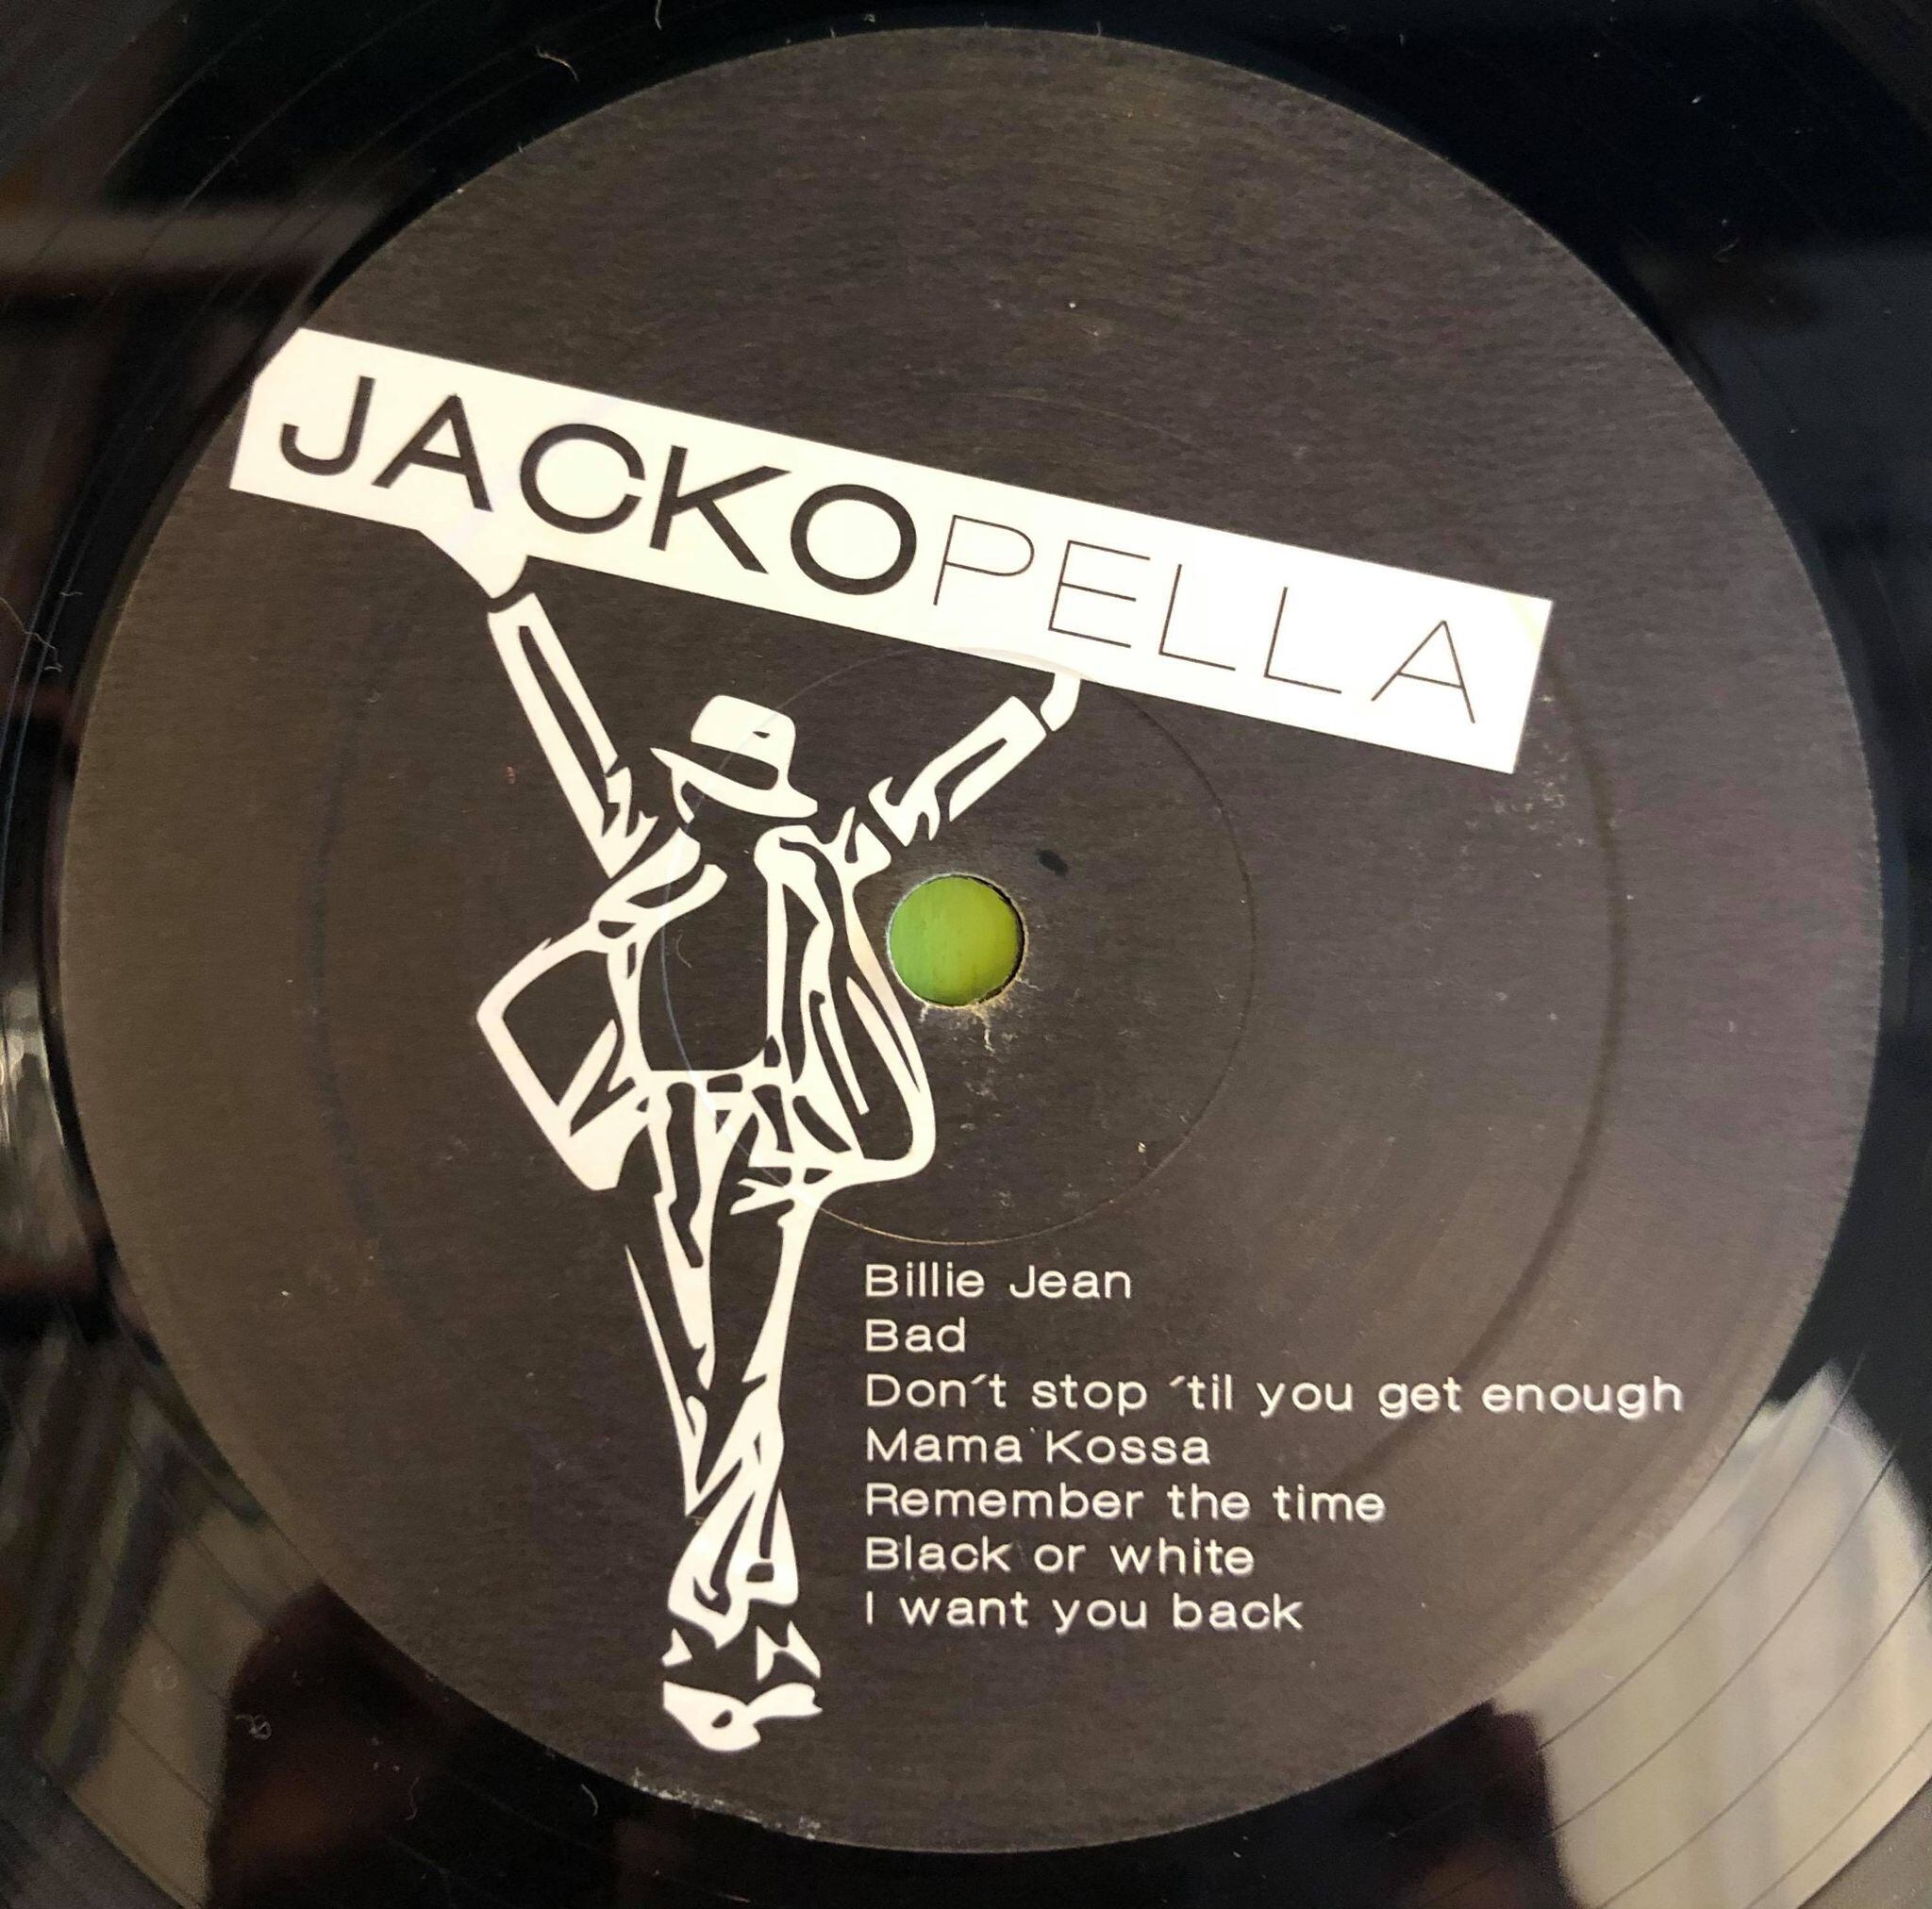 JACKOPELLA
Billie Jean
Bad
Don´t stop ´til you get enough
Mama Kossa
Remember the time
Black or white
I want you back